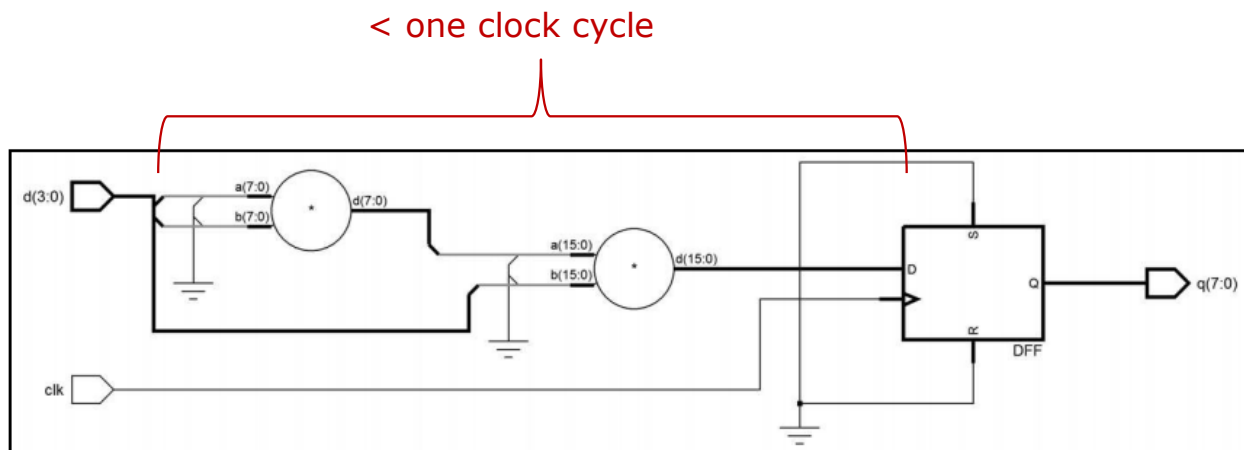 < one clock cycle
d(3:0)
a(7:0)
b(7:0)
*
d(7:0)
a(15:0)
b(15:0)
*
d(15:0)
S
D
Q
R
DFF
q(7:0)
clk